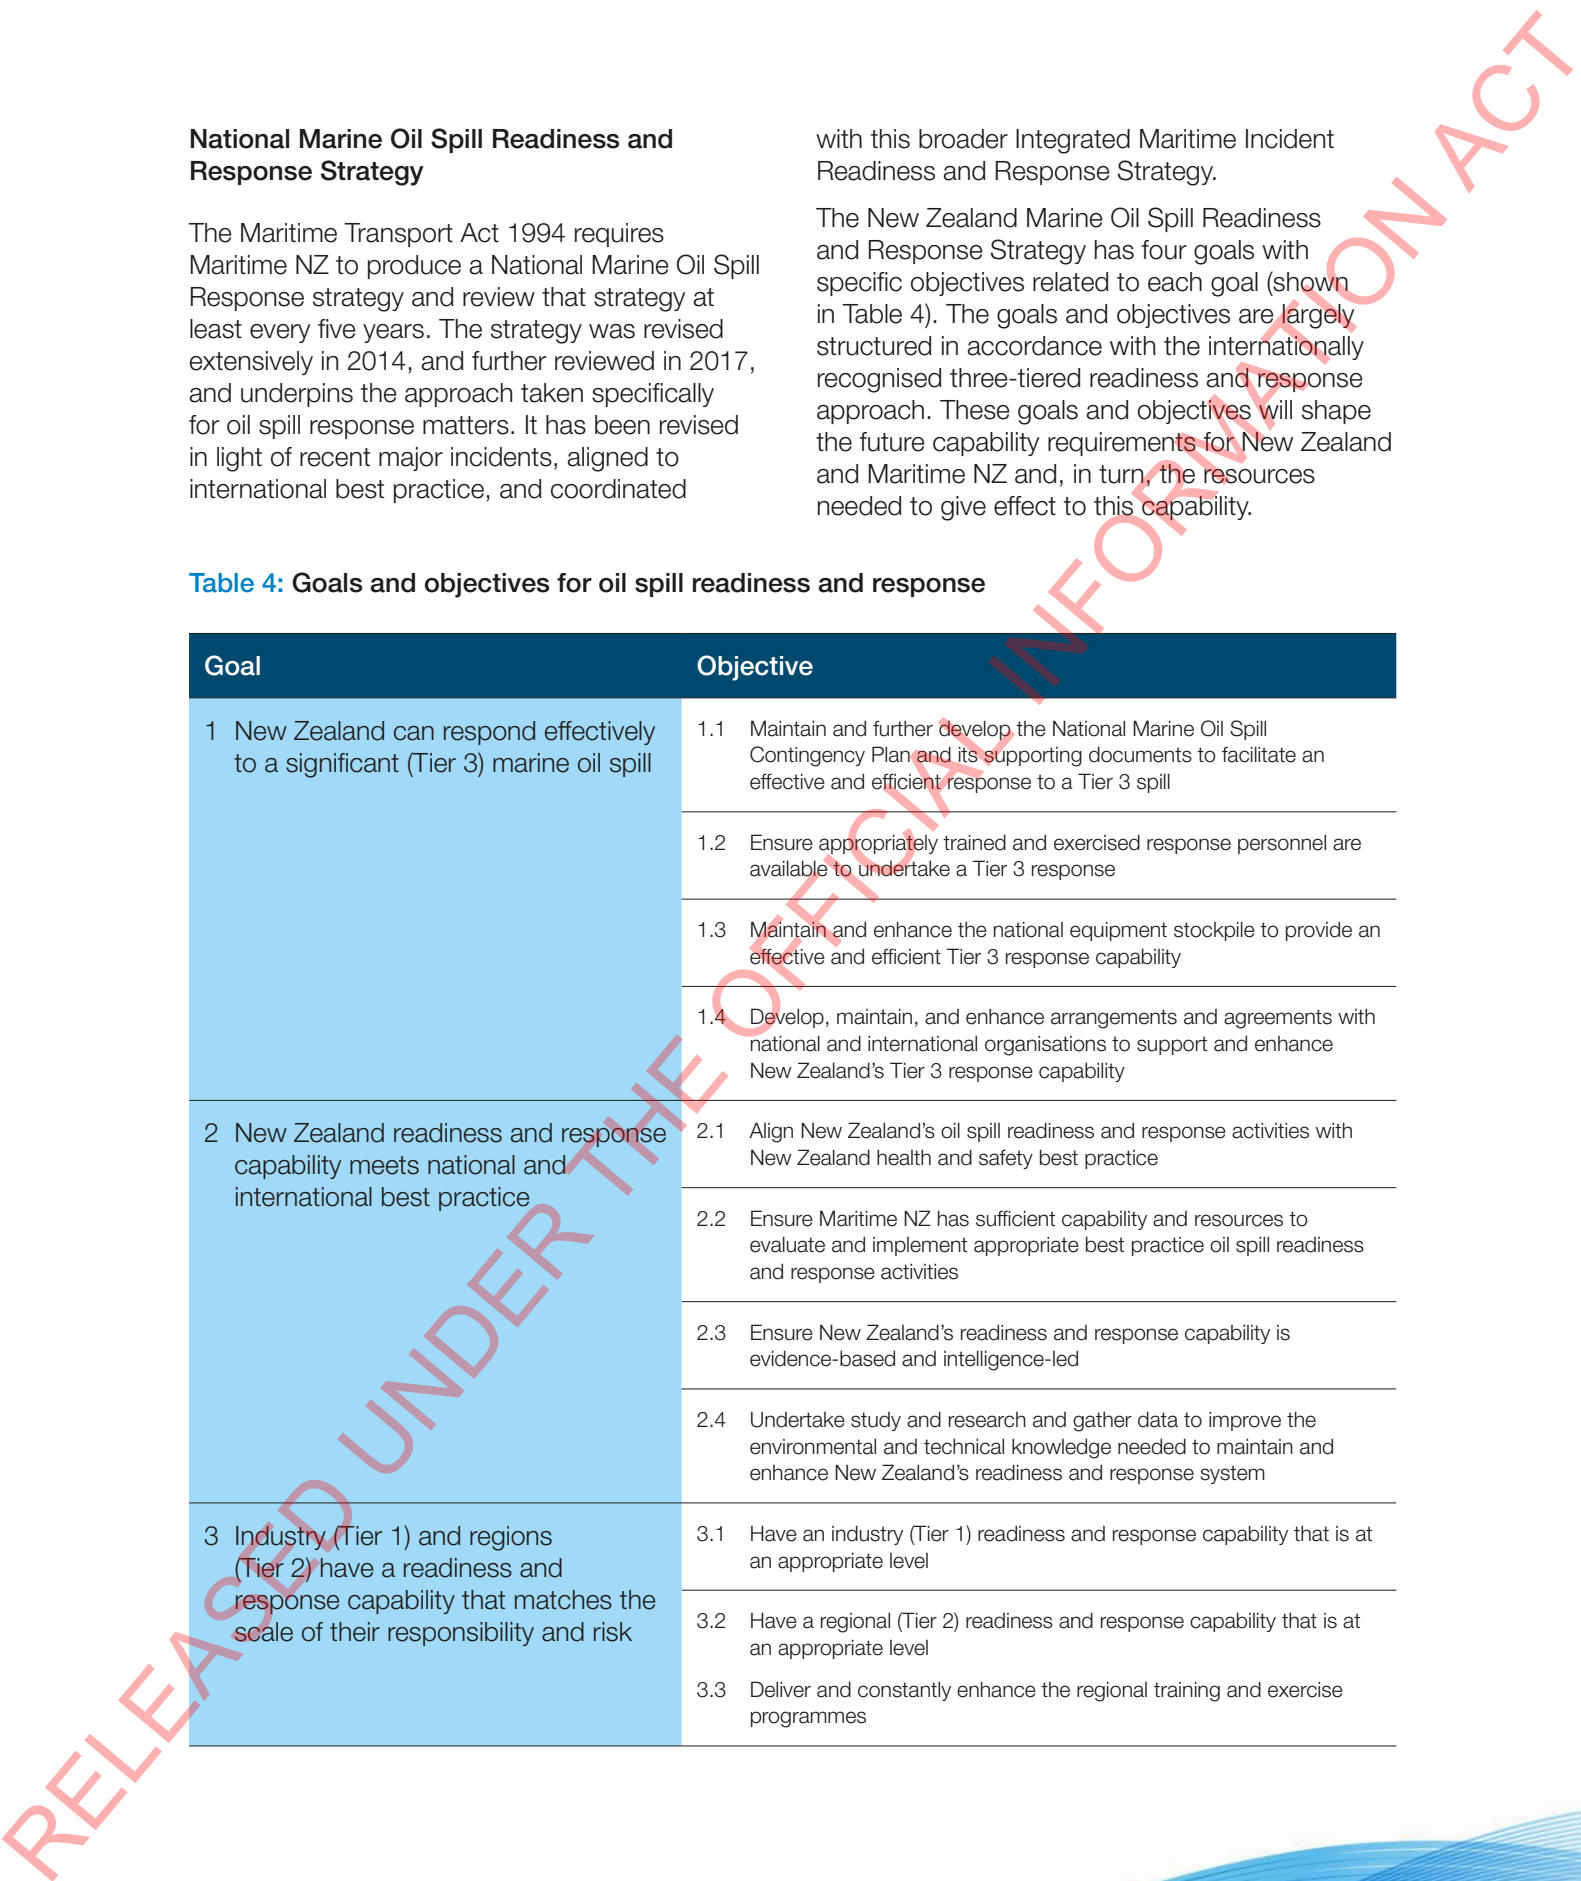 National Marine Oil Spill Readiness and
Response Strategy
The Maritime Transport Act 1994 requires
Maritime NZ to produce a National Marine Oil Spill
Response strategy and review that strategy at
least every five years. The strategy was revised
extensively in 2014, and further reviewed in 2017,
and underpins the approach taken specifically
for oil spill response matters. It has been revised
in light of recent major incidents, aligned to
international best practice, and coordinated
with this broader Integrated Maritime Incident
Readiness and Response Strategy.
The New Zealand Marine Oil Spill Readiness
and Response Strategy has four goals with
specific objectives related to each goal (shown
in Table 4). The goals and objectives are largely
structured in accordance with the internationally
recognised three-tiered readiness and response
approach. These goals and objectives will shape
the future capability requirements for New Zealand
and Maritime NZ and, in turn, the resources
needed to give effect to this capability.
Table 4: Goals and objectives for oil spill readiness and response
Goal
Objective
1 New Zealand can respond effectively
to a significant (Tier 3) marine oil spill
1.1 Maintain and further develop the National Marine Oil Spill
Contingency Plan and its supporting documents to facilitate an
effective and efficient response to a Tier 3 spill
1.2 Ensure appropriately trained and exercised response personnel are
available to undertake a Tier 3 response
1.3 Maintain and enhance the national equipment stockpile to provide an
effective and efficient Tier 3 response capability
1.4 Develop, maintain, and enhance arrangements and agreements with
national and international organisations to support and enhance
New Zealand's Tier 3 response capability
2 New Zealand readiness and response
capability meets national and
international best practice
2.1 Align New Zealand's oil spill readiness and response activities with
New Zealand health and safety best practice
2.2 Ensure Maritime NZ has sufficient capability and resources to
evaluate and implement appropriate best practice oil spill readiness
and response activities
2.3 Ensure New Zealand's readiness and response capability is
evidence-based and intelligence-led
2.4 Undertake study and research and gather data to improve the
environmental and technical knowledge needed to maintain and
enhance New Zealand's readiness and response system
3 Industry (Tier 1) and regions
(Tier 2) have a readiness and
response capability that matches the
scale of their responsibility and risk
3.1 Have an industry (Tier 1) readiness and response capability that is at
an appropriate level
3.2 Have a regional (Tier 2) readiness and response capability that is at
an appropriate level
3.3 Deliver and constantly enhance the regional training and exercise
programmes
RELEASED UNDER THE OFFICIAL INFORMATION ACT